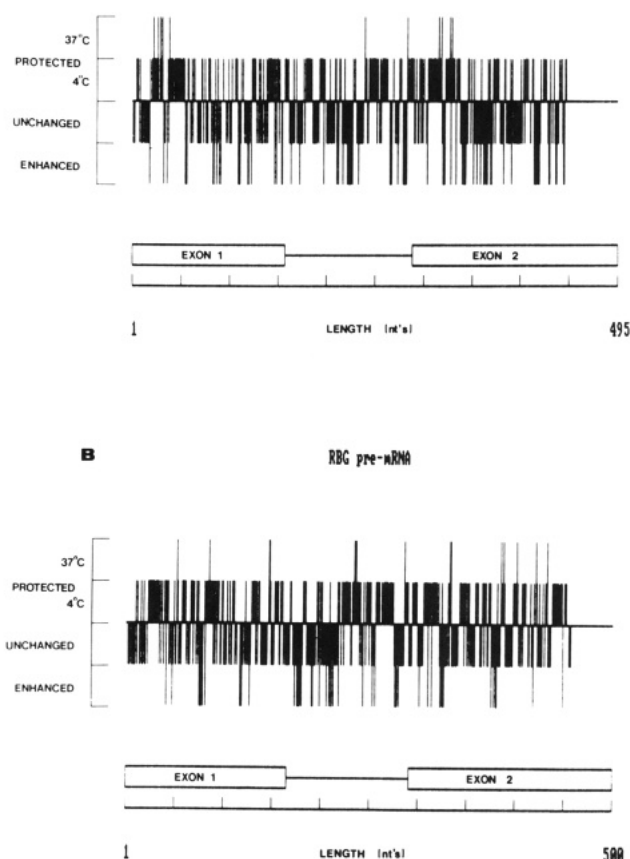 37°C
PROTECTED
4°C
UNCHANGED
ENHANCED
EXON 1
EXON 2
1
LENGTH (nt's)
495
B
RBG pre-mRNA
37°C
PROTECTED
4°C
UNCHANGED
ENHANCED
EXON 1
EXON 2
1
LENGTH (nt's)
500